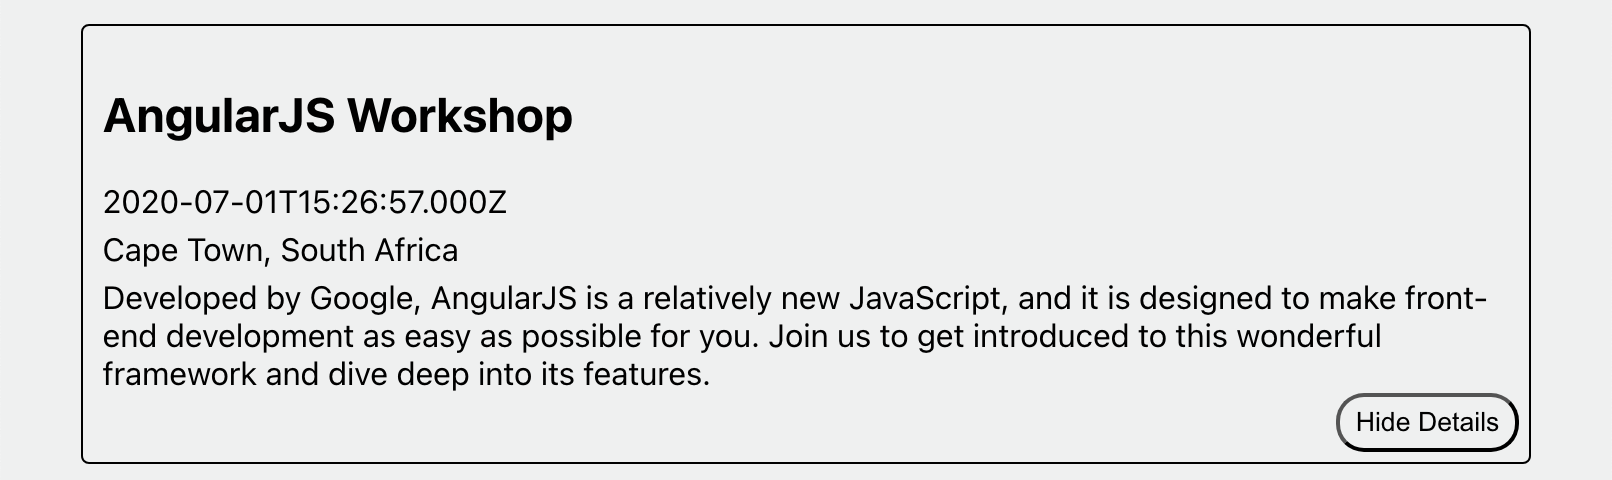 AngularJS Workshop
2020-07-01T15:26:57.000Z
Cape Town, South Africa
Developed by Google, AngularJS is a relatively new JavaScript, and it is designed to make front-
end development as easy as possible for you. Join us to get introduced to this wonderful
framework and dive deep into its features.
Hide Details